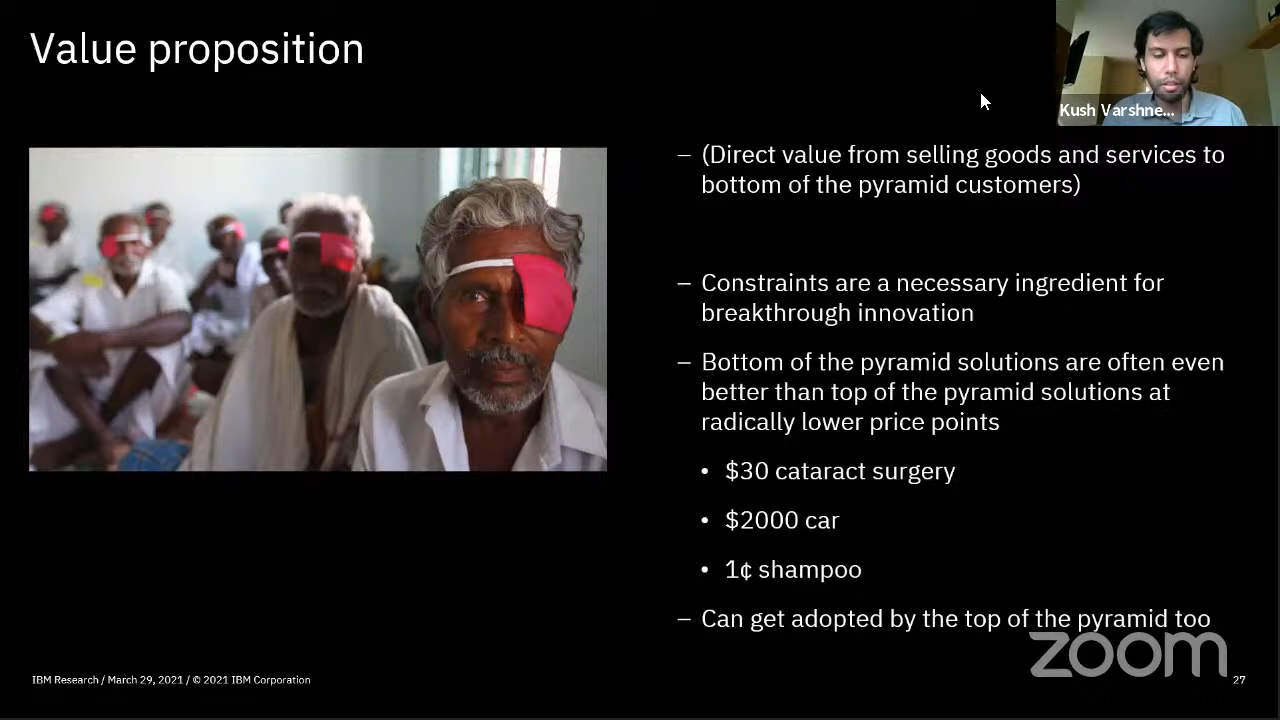 Value proposition
Kush Varshne...
– (Direct value from selling goods and services to
bottom of the pyramid customers)
– Constraints are a necessary ingredient for
breakthrough innovation
– Bottom of the pyramid solutions are often even
better than top of the pyramid solutions at
radically lower price points
• $30 cataract surgery
• $2000 car
• 1¢ shampoo
– Can get adopted by the top of the pyramid too
zoom
IBM Research / March 29, 2021 / © 2021 IBM Corporation
27